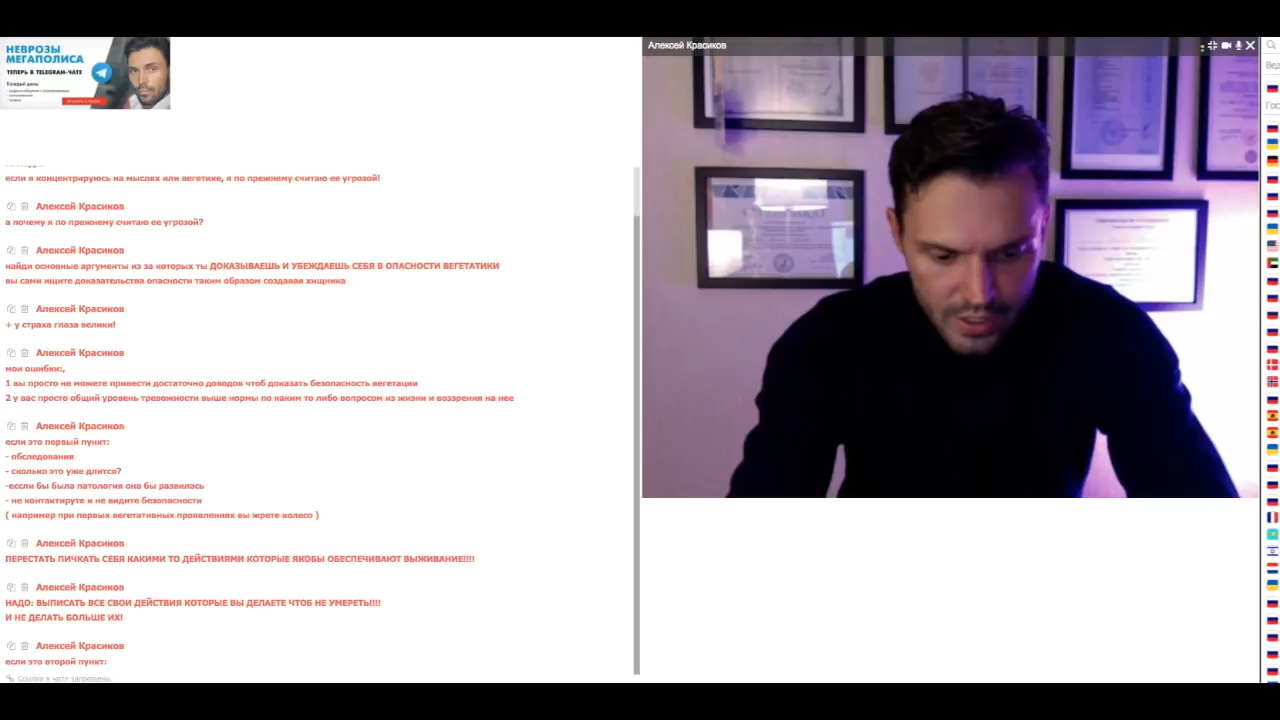 НЕВРОЗЫ
МЕГАПОЛИСА
ТЕПЕРЬ В TELEGRAM-ЧАТЕ
Каждый день:
если я концентрируюсь на мыслях или вегетике, я по прежнему считаю ее угрозой!
Алексей Красиков
а почему я по прежнему считаю ее угрозой?
Алексей Красиков
найди основные аргументы из за которых ты ДОКАЗЫВАЕШЬ И УБЕЖДАЕШЬ СЕБЯ В ОПАСНОСТИ ВЕГЕТАТИКИ
вы сами ищите доказательства опасности таким образом создавая хищника
Алексей Красиков
+ у страха глаза велики!
Алексей Красиков
мои ошибки:,
1 вы просто не можете привести достаточно доводов чтоб доказать безопасность вегетации
2 у вас просто общий уровень тревожности выше нормы по каким то либо вопросом из жизни и воззрения на нее
Алексей Красиков
если это первый пункт:
- обследования
- сколько это уже длится?
-ессли бы была патология она бы развилась
- не контактируте и не видите безопасности
( например при первых вегетативных проявлениях вы жрете колесо )
Алексей Красиков
ПЕРЕСТАТЬ ПИЧКАТЬ СЕБЯ КАКИМИ ТО ДЕЙСТВИЯМИ КОТОРЫЕ ЯКОБЫ ОБЕСПЕЧИВАЮТ ВЫЖИВАНИЕ!!!!
Алексей Красиков
НАДО: ВЫПИСАТЬ ВСЕ СВОИ ДЕЙСТВИЯ КОТОРЫЕ ВЫ ДЕЛАЕТЕ ЧТОБ НЕ УМЕРЕТЬ!!!!
И НЕ ДЕЛАТЬ БОЛЬШЕ ИХ!
Алексей Красиков
если это второй пункт:
Ссылки в чате запрещены
Алексей Красиков
Вед
Гос